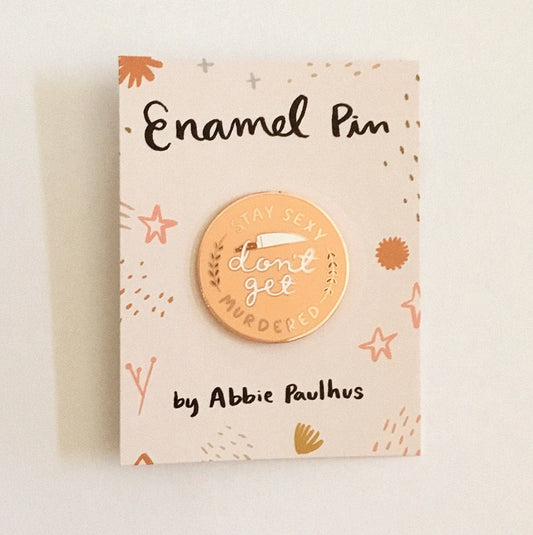 Enamel Pin
STAY SEXY
don't
get
MURDERED
by Abbie Paulhus